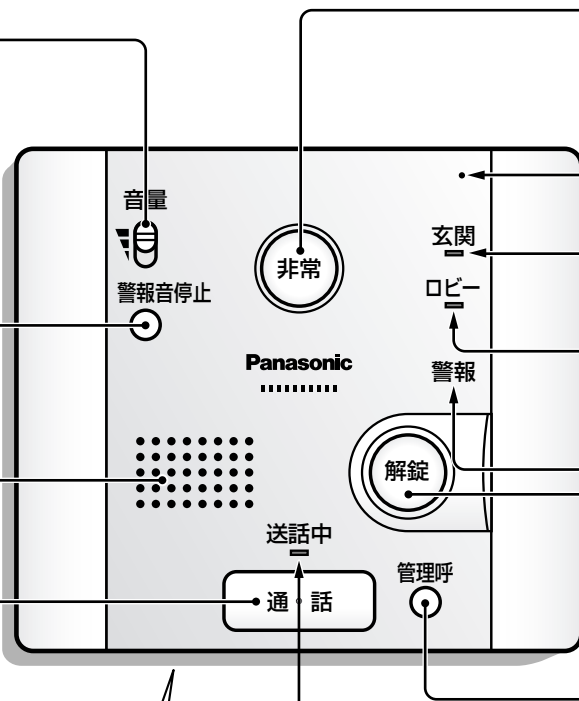 音量
非常
玄関
警報音停止
ロビー
Panasonic
警報
解錠
送話中
管理呼
通・話